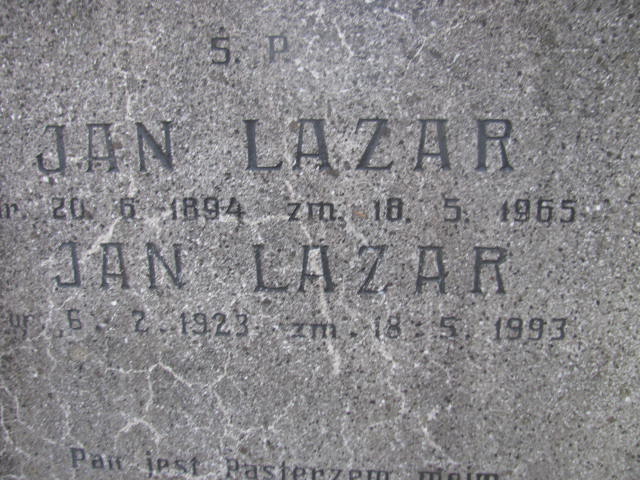 Ś. P.
JAN LAZAR
ur. 20. 6. 1894 zm. 18. 5. 1965
JAN LAZAR
ur. 6. 2. 1923 zm. 18. 5. 1993
Pan jest Pasterzem moim